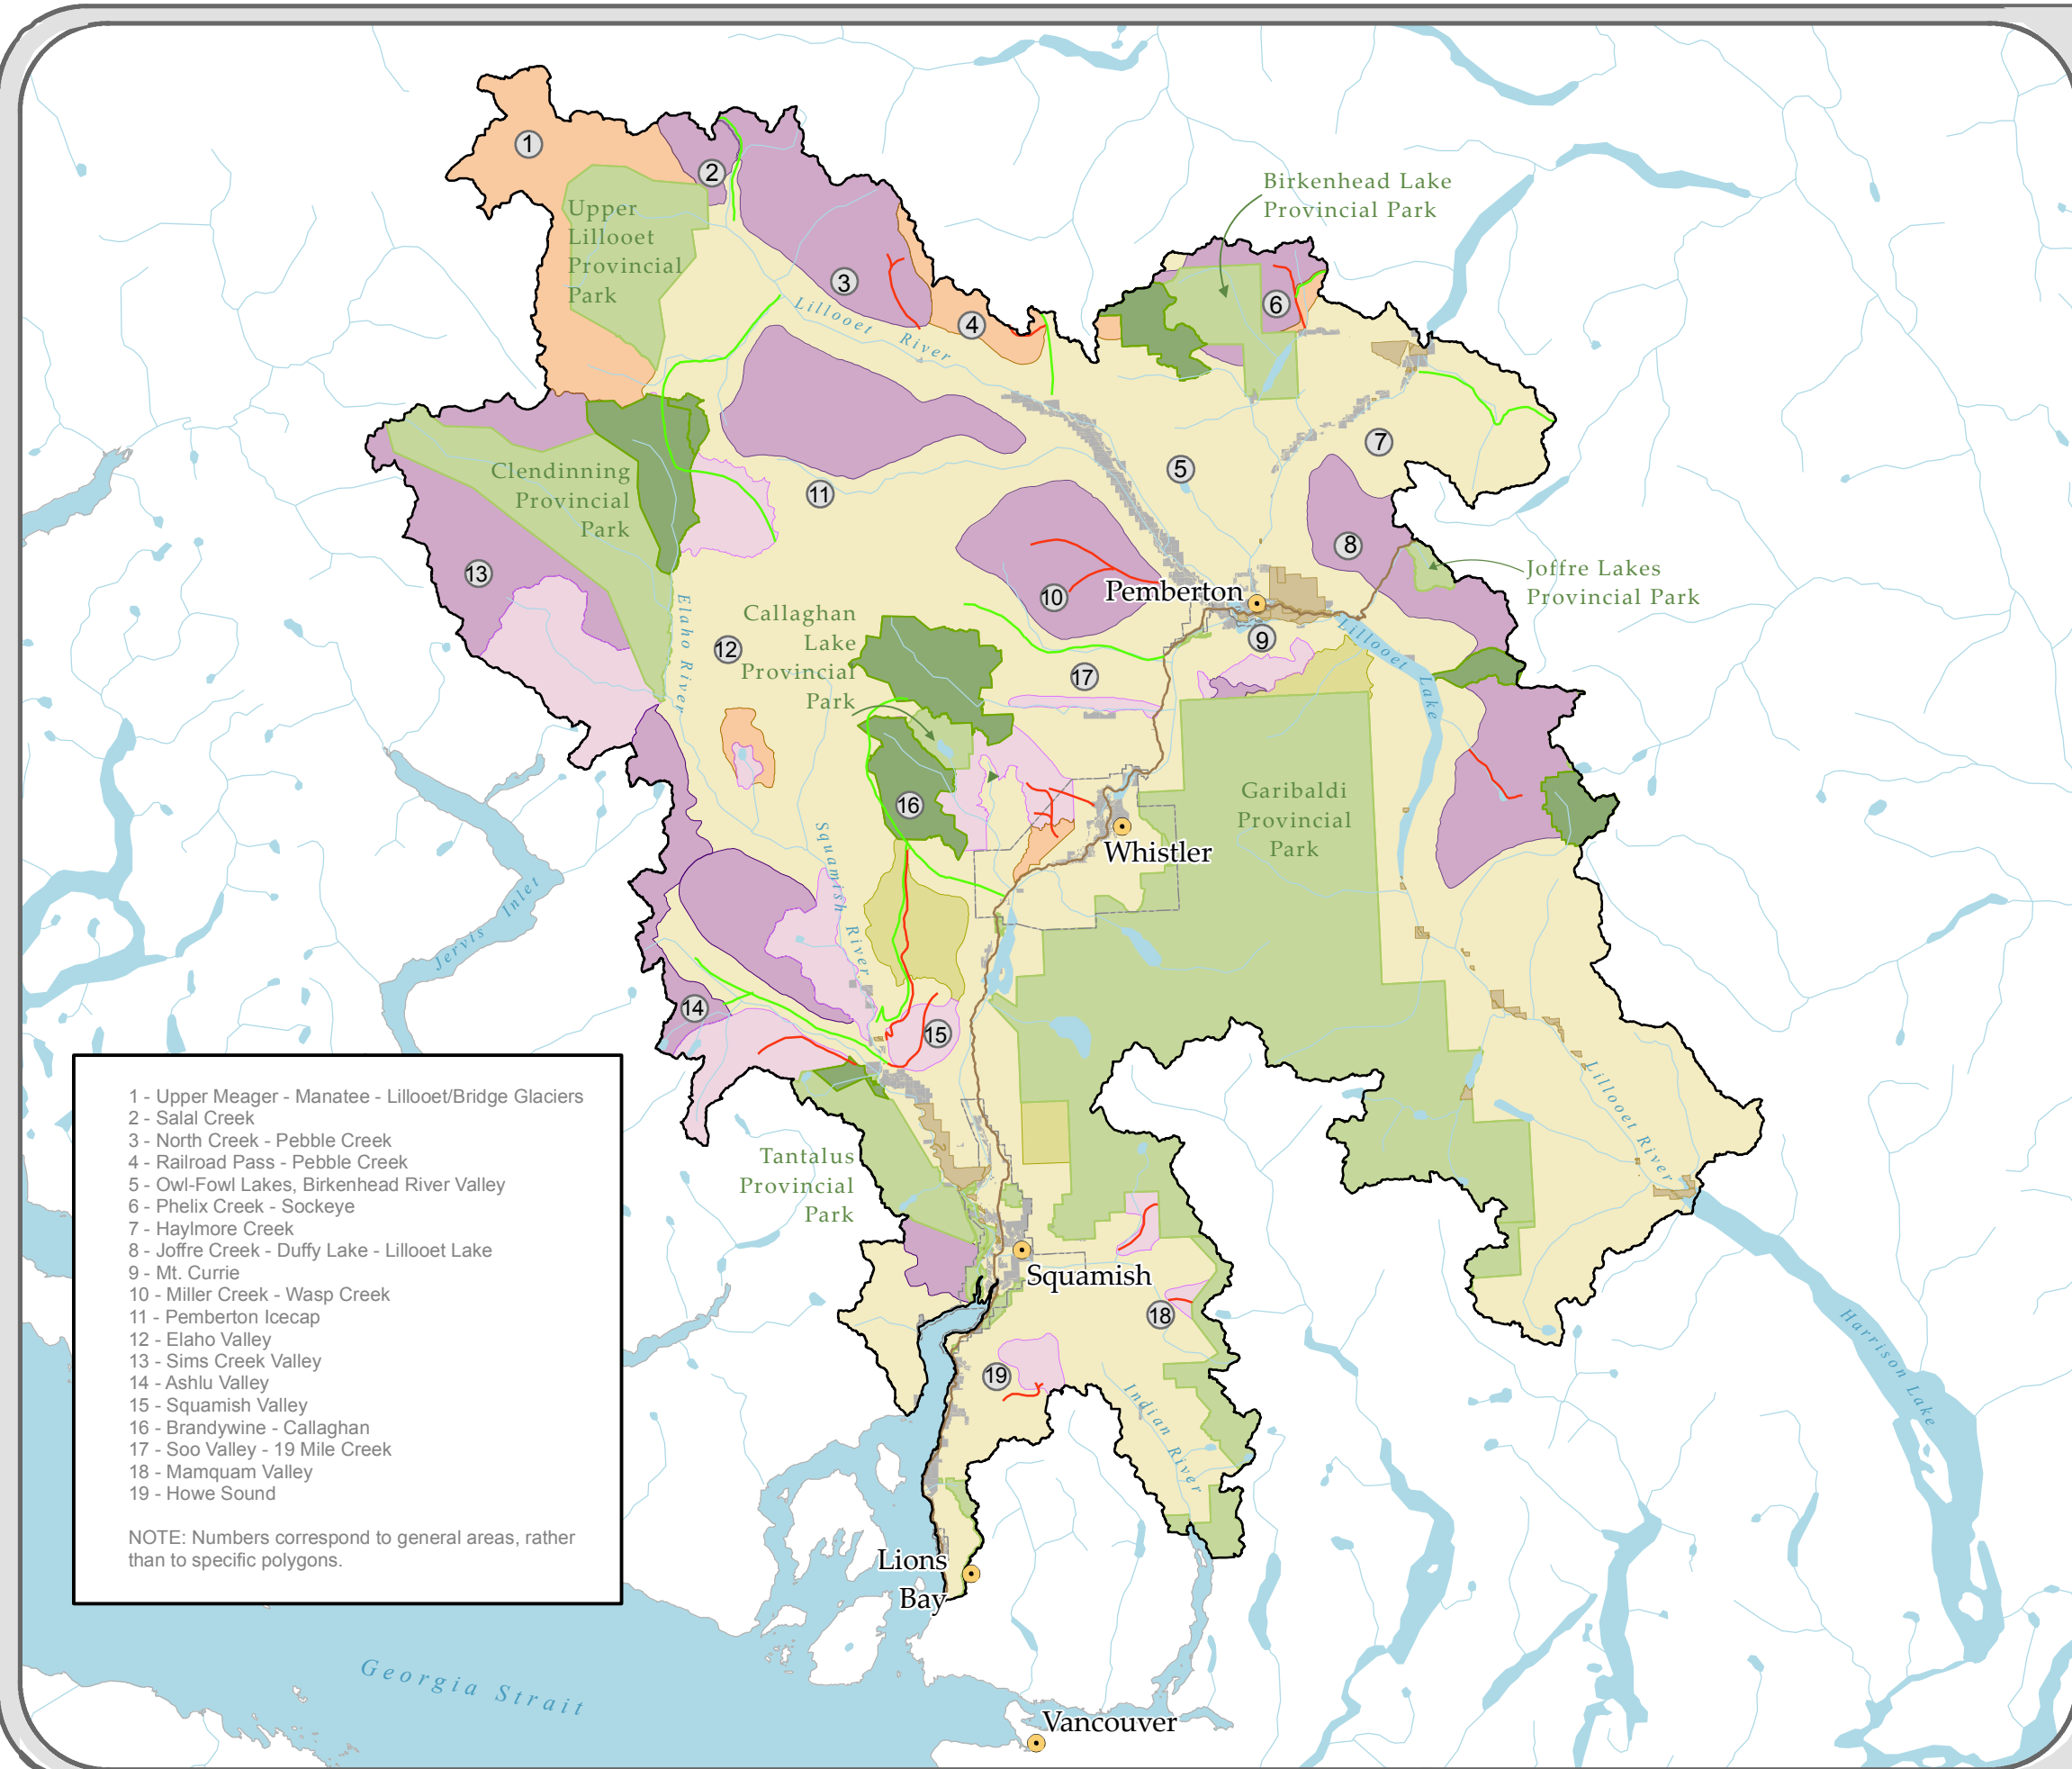 1
2
Birkenhead Lake
Provincial Park
Upper
Lillooet
Provincial
Park
3
Lillooet River
4
6
Clendinning
Provincial
Park
11
5
7
13
8
Joffre Lakes
Provincial Park
10
Pemberton
9
Lillooet Lake
Elaho River
12
Callaghan
Lake
Provincial
Park
17
16
Garibaldi
Provincial
Park
Whistler
Squamish River
Jervis Inlet
14
15
Lillooet River
1 - Upper Meager - Manatee - Lillooet/Bridge Glaciers
2 - Salal Creek
3 - North Creek - Pebble Creek
4 - Railroad Pass - Pebble Creek
5 - Owl-Fowl Lakes, Birkenhead River Valley
6 - Phelix Creek - Sockeye
7 - Haylmore Creek
8 - Joffre Creek - Duffy Lake - Lillooet Lake
9 - Mt. Currie
10 - Miller Creek - Wasp Creek
11 - Pemberton Icecap
12 - Elaho Valley
13 - Sims Creek Valley
14 - Ashlu Valley
15 - Squamish Valley
16 - Brandywine - Callaghan
17 - Soo Valley - 19 Mile Creek
18 - Mamquam Valley
19 - Howe Sound
NOTE: Numbers correspond to general areas, rather
than to specific polygons.
Tantalus
Provincial
Park
Squamish
18
19
Indian River
Harrison Lake
Lions
Bay
Georgia Strait
Vancouver